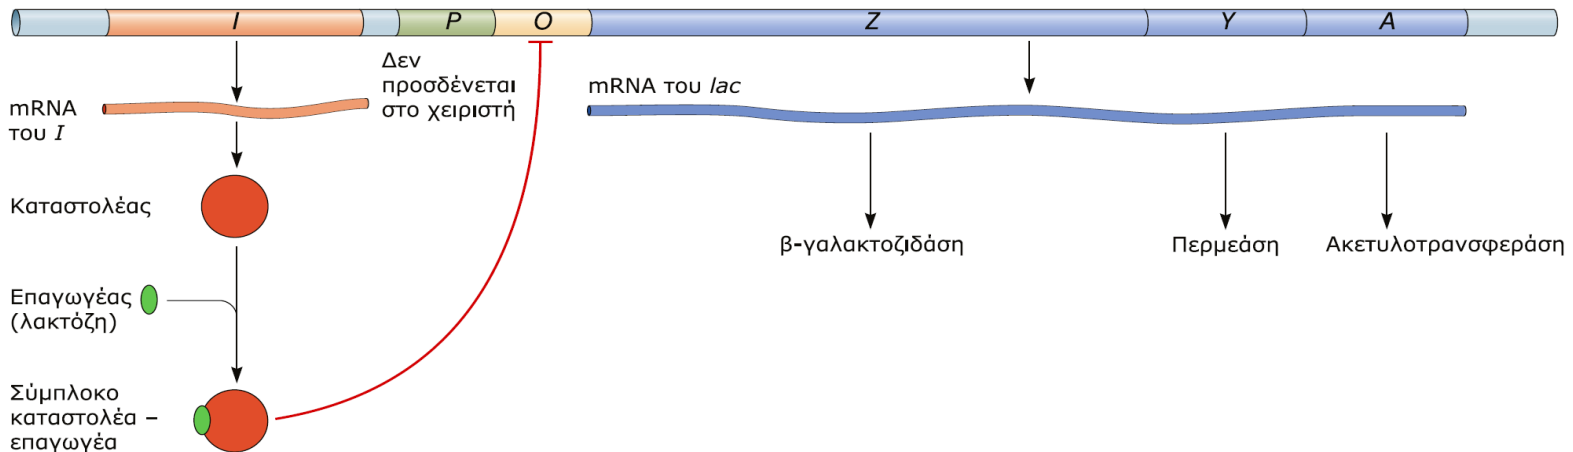 I
P
O
Z
Y
A
Δεν
προσδένεται
στο χειριστή
mRNA
του I
mRNA του lac
Καταστολέας
β-γαλακτοζιδάση
Περμεάση
Ακετυλοτρανσφεράση
Επαγωγέας
(λακτόζη)
Σύμπλοκο
καταστολέα –
επαγωγέα